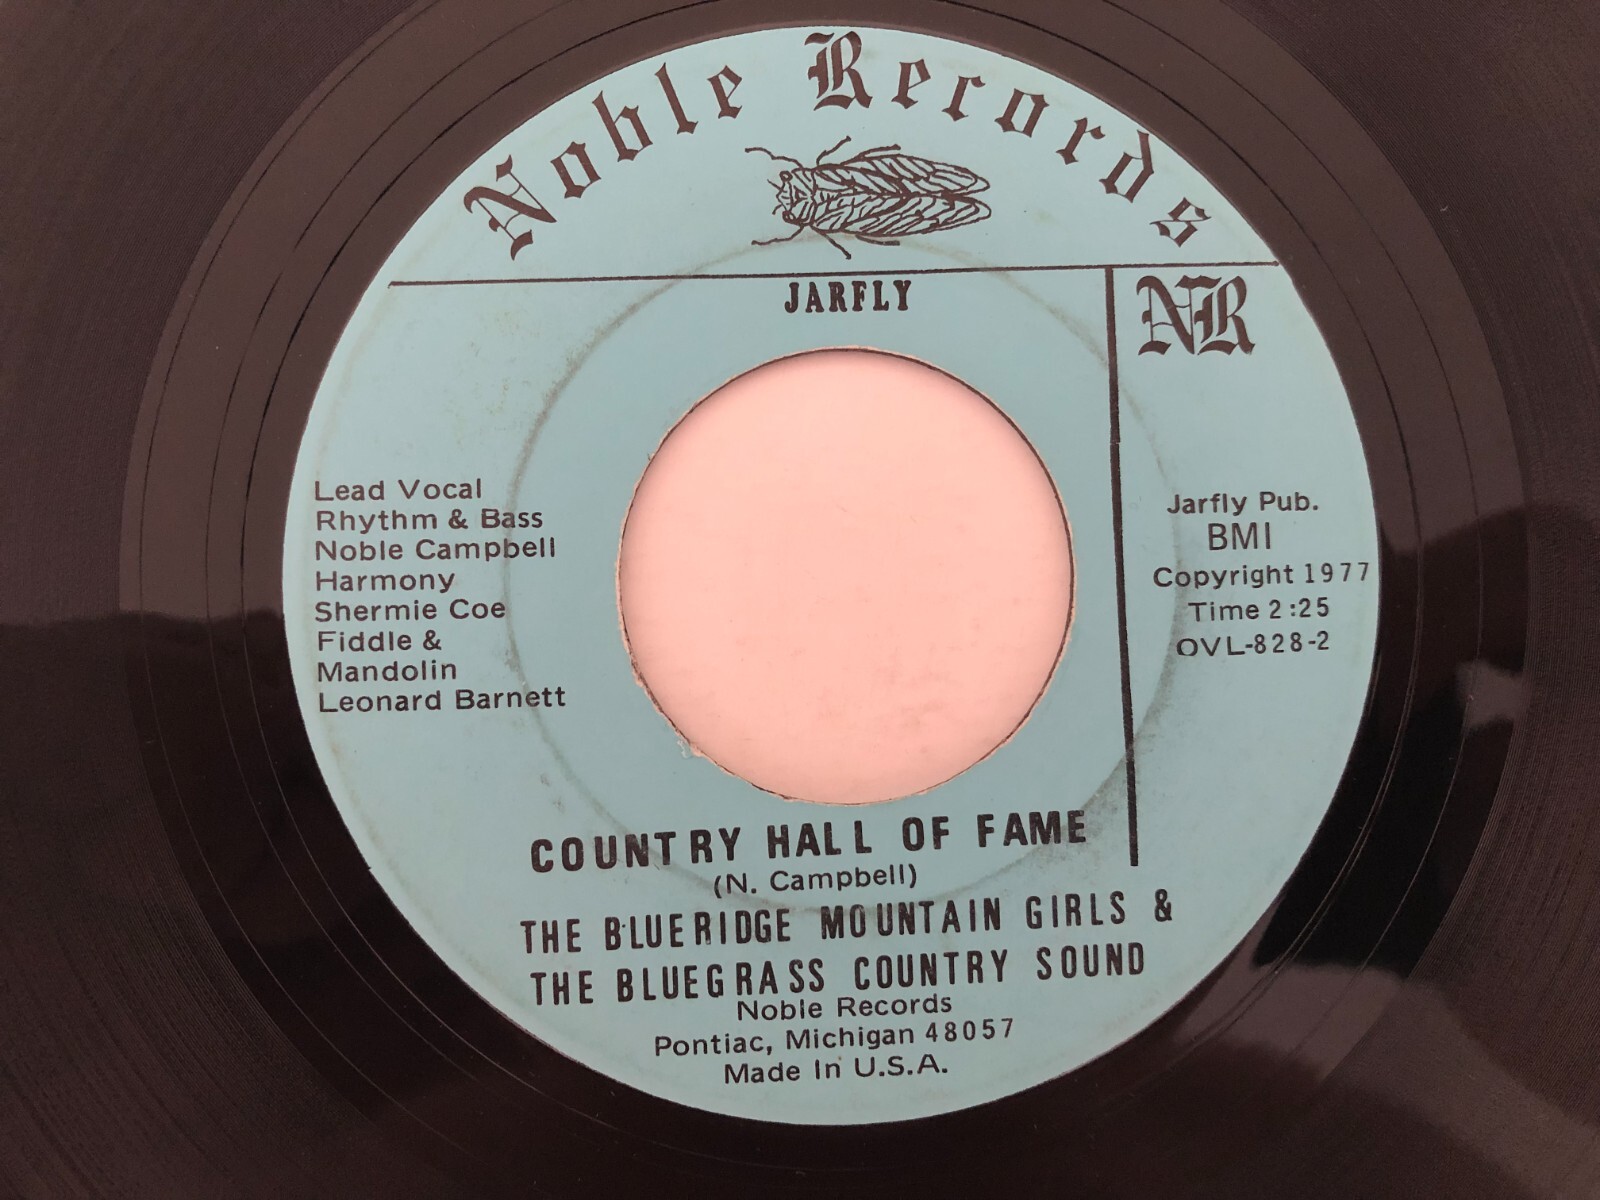 Noble Records
JARFLY
NR
Lead Vocal
Rhythm & Bass
Noble Campbell
Harmony
Shermie Coe
Fiddle &
Mandolin
Leonard Barnett
Jarfly Pub.
BMI
Copyright 1977
Time 2:25
OVL-828-2
COUNTRY HALL OF FAME
(N. Campbell)
THE BLUERIDGE MOUNTAIN GIRLS &
THE BLUEGRASS COUNTRY SOUND
Noble Records
Pontiac, Michigan 48057
Made In U.S.A.